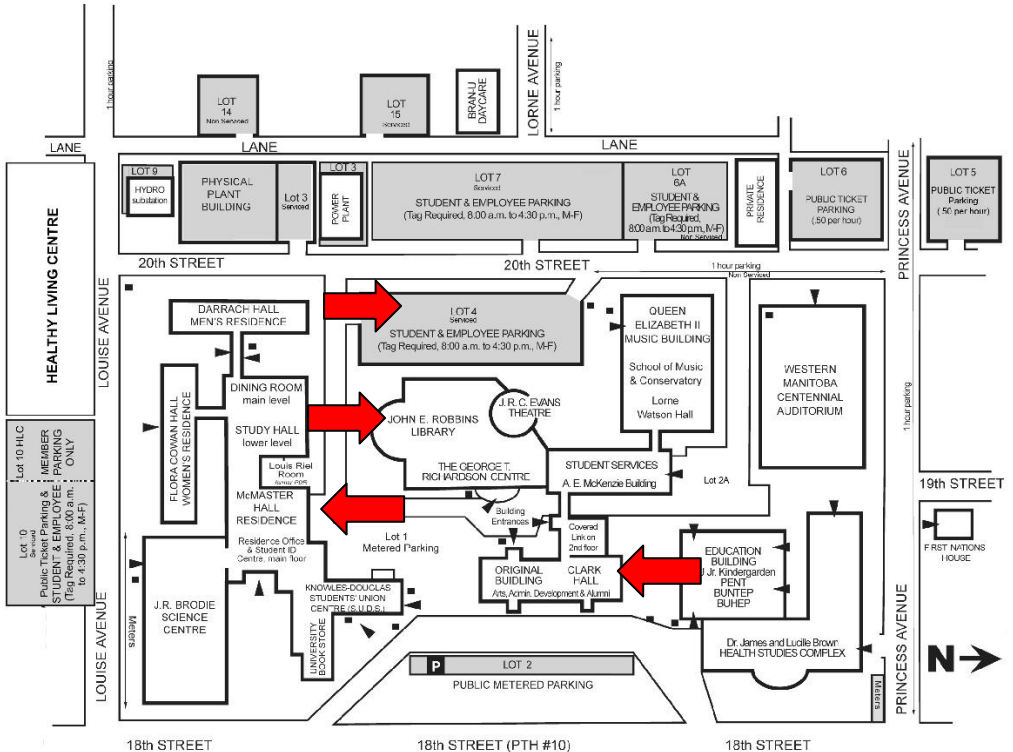 1 hour parking
LOT
14
Non Serviced
LOT
15
Serviced
BRAN-U
DAYCARE
LORNE AVENUE
1 hour parking
LANE
LANE
LANE
LOT 9
HYDRO
substation
PHYSICAL
PLANT
BUILDING
Lot 3
Serviced
LOT 3
POWER
PLANT
LOT 7
Serviced
STUDENT & EMPLOYEE PARKING
(Tag Required, 8:00 a.m. to 4:30 p.m., M-F)
LOT
6A
STUDENT &
EMPLOYEE PARKING
(Tag Required,
8:00 a.m. to 4:30 p.m., M-F)
Non Serviced
PRIVATE
RESIDENCE
LOT 6
PUBLIC TICKET
PARKING
(.50 per hour)
PRINCESS AVENUE
LOT 5
PUBLIC TICKET
Parking
(.50 per hour)
20th STREET
20th STREET
1 hour parking
Non Serviced
HEALTHY LIVING CENTRE
LOUISE AVENUE
DARRACH HALL
MEN'S RESIDENCE
LOT 4
Serviced
STUDENT & EMPLOYEE PARKING
(Tag Required, 8:00 a.m. to 4:30 p.m., M-F)
QUEEN
ELIZABETH II
MUSIC BUILDING
School of Music
& Conservatory
Lorne
Watson Hall
WESTERN
MANITOBA
CENTENNIAL
AUDITORIUM
1 hour parking
FLORA COWAN HALL
WOMEN'S RESIDENCE
DINING ROOM
main level
STUDY HALL
lower level
Louis Riel
Room
JOHN E. ROBBINS
LIBRARY
J. R. C. EVANS
THEATRE
THE GEORGE T.
RICHARDSON CENTRE
STUDENT SERVICES
A. E. McKenzie Building
Lot 2A
19th STREET
Lot 10 HLC
MEMBER
PARKING
ONLY
Lot 10
Serviced
Public Ticket Parking &
STUDENT & EMPLOYEE
(Tag Required, 8:00 a.m.
to 4:30 p.m., M-F)
McMASTER
HALL
RESIDENCE
Residence Office
& Student ID
Centre, main floor
Lot 1
Metered Parking
Building
Entrances
Covered
Link on
2nd floor
ORIGINAL
BUILDING
CLARK
HALL
Arts, Admin, Development & Alumni
EDUCATION
BUILDING
Jr. Kindergarden
PENT
BUNTEP
BUHEP
FIRST NATIONS
HOUSE
J.R. BRODIE
SCIENCE
CENTRE
KNOWLES-DOUGLAS
STUDENTS' UNION
CENTRE (S.U.D.S.)
UNIVERSITY
BOOK STORE
Dr. James and Lucille Brown
HEALTH STUDIES COMPLEX
Meters
LOUISE AVENUE
P
LOT 2
PUBLIC METERED PARKING
Meters
PRINCESS AVENUE
N
18th STREET
18th STREET (PTH #10)
18th STREET